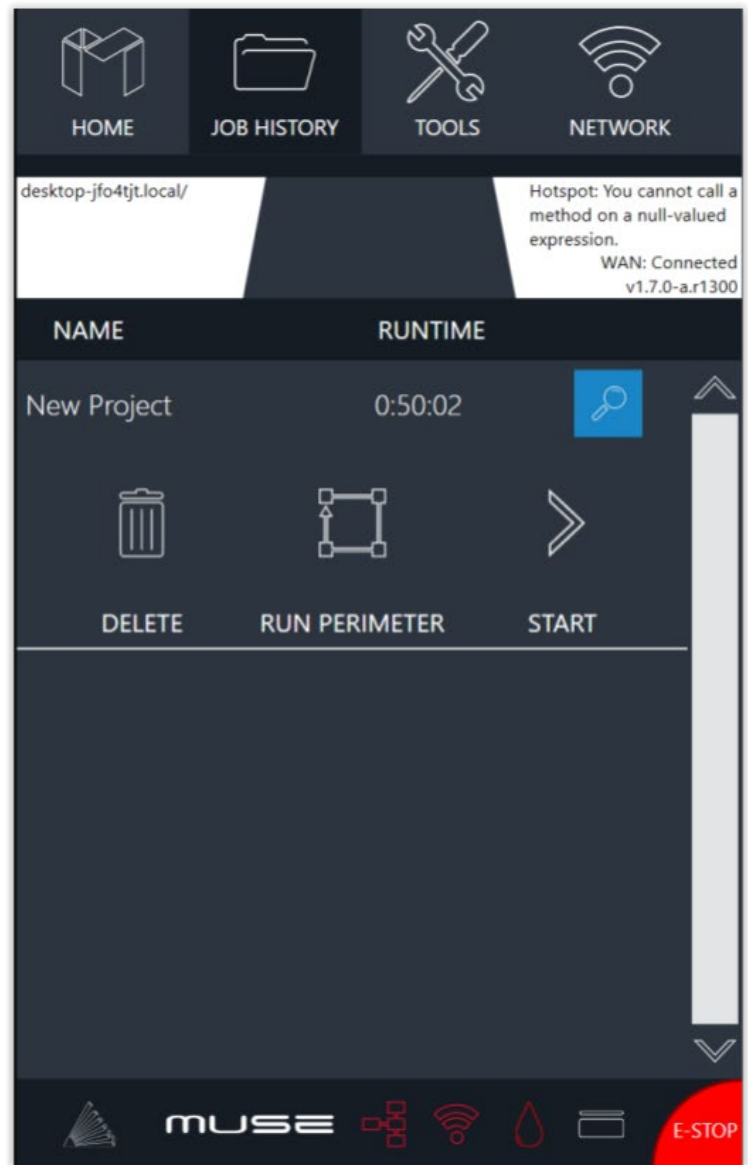 HOME JOB HISTORY TOOLS NETWORK
desktop-jfo4tjt.local/
Hotspot: You cannot call a
method on a null-valued
expression.
WAN: Connected
v1.7.0-a.r1300
NAME RUNTIME
New Project 0:50:02
DELETE RUN PERIMETER START
muse E-STOP